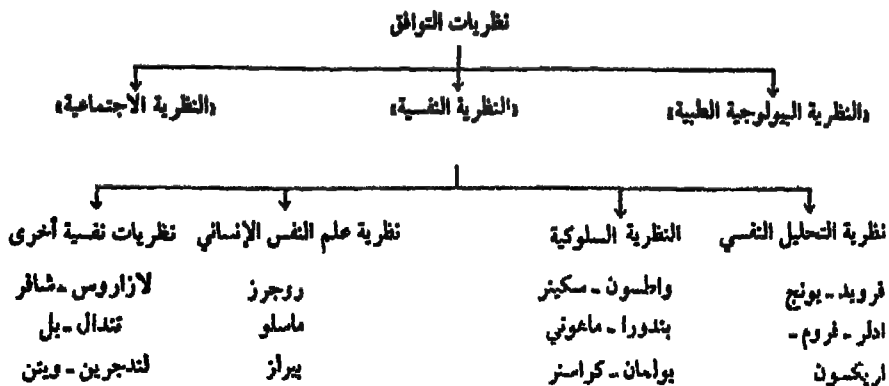 نظريات التوافق
«النظرية البيولوجية الطبية» «النظرية النفسية» «النظرية الاجتماعية»
نظرية التحليل النفسي النظرية السلوكية نظرية علم النفس الإنساني نظريات نفسية أخرى
فرويد - يونج واطسون - سكينر روجرز لازاروس - شافر
ادلر - فروم - بندورا - ماهوني ماسلو تندال - بل
اريكسون يولمان - كراسنر بيرلز لندجرين - ويتن